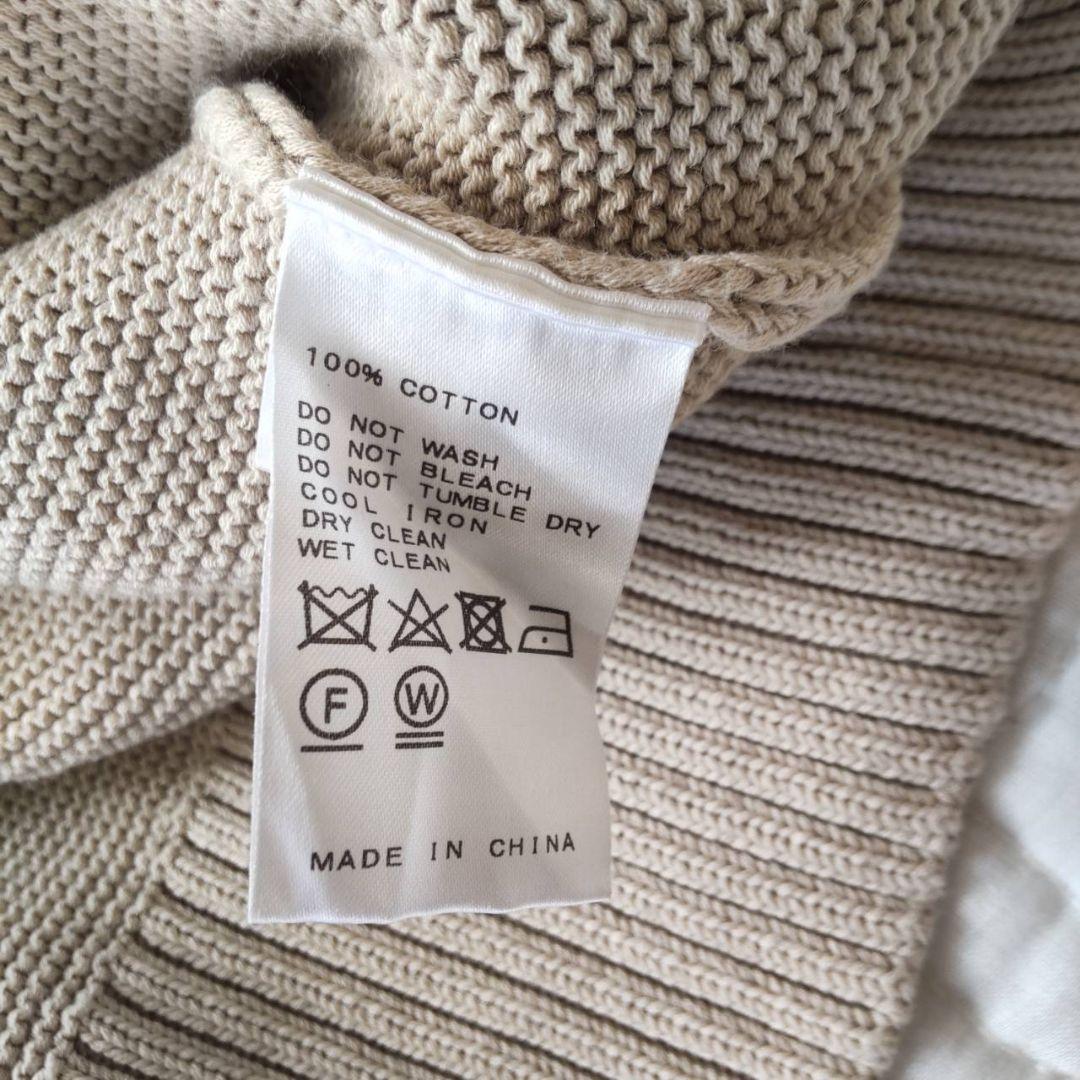 100% COTTON
DO NOT WASH
DO NOT BLEACH
DO NOT TUMBLE DRY
COOL IRON
DRY CLEAN
WET CLEAN
F W
MADE IN CHINA